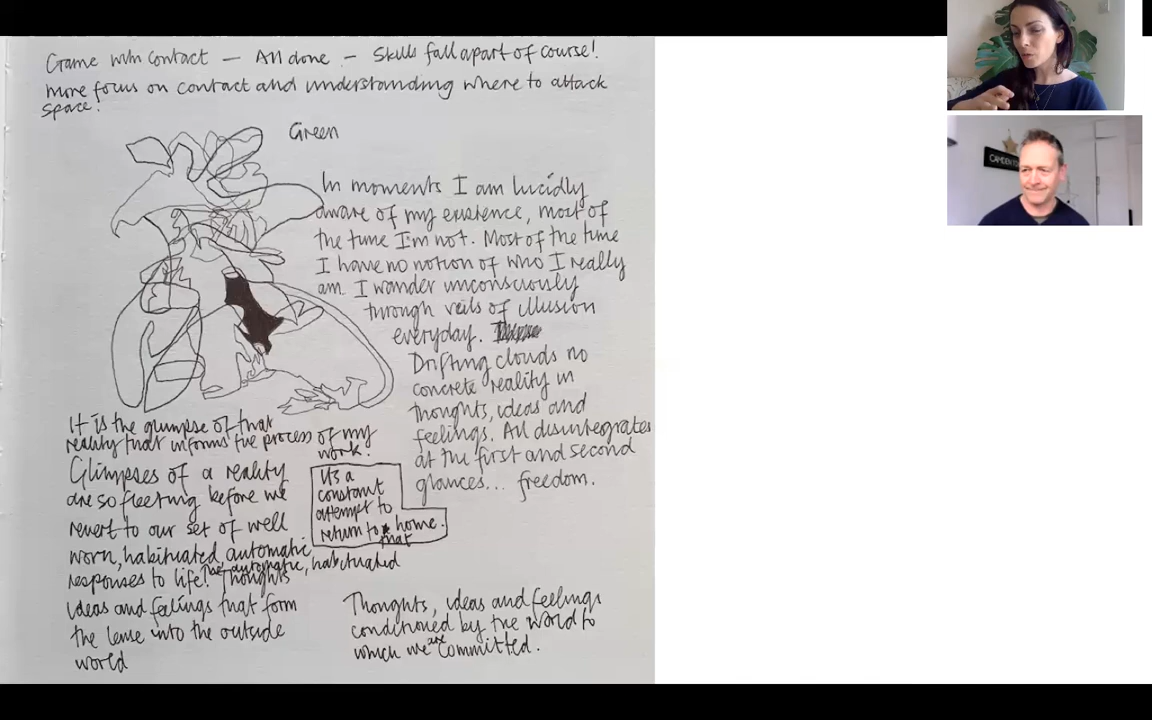 Game with contact — All done — Skills fall apart of course!
more focus on contact and understanding where to attack
space!
Green
In moments I am lucidly
aware of my existence, most of
the time I'm not. Most of the time
I have no notion of who I really
am. I wander unconsciously
through veils of illusion
everyday.
Drifting clouds no
concrete reality in
thoughts, ideas and
feelings. All disintegrates
at the first and second
glances... freedom.
It is the glimpse of that
reality that informs the process of my
work!
Glimpses of a reality
are so fleeting before we
revert to our set of well
worn, habituated, automatic
responses to life! Thoughts
The automatic, habituated
ideas and feelings that form
the lense into the outside
world
Its a
constant
attempt to
return to that home.
Thoughts, ideas and feelings
conditioned by the world to
which we are committed.
CAMDEN